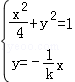 x²/4 + y² = 1
y = -1/k x